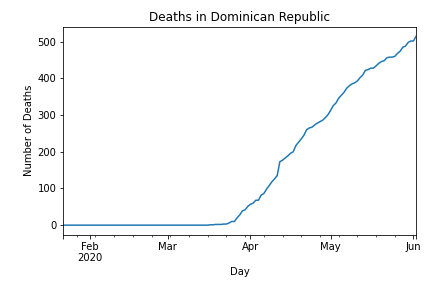 Deaths in Dominican Republic
Number of Deaths
500
400
300
200
100
0
Feb
2020
Mar
Apr
May
Jun
Day